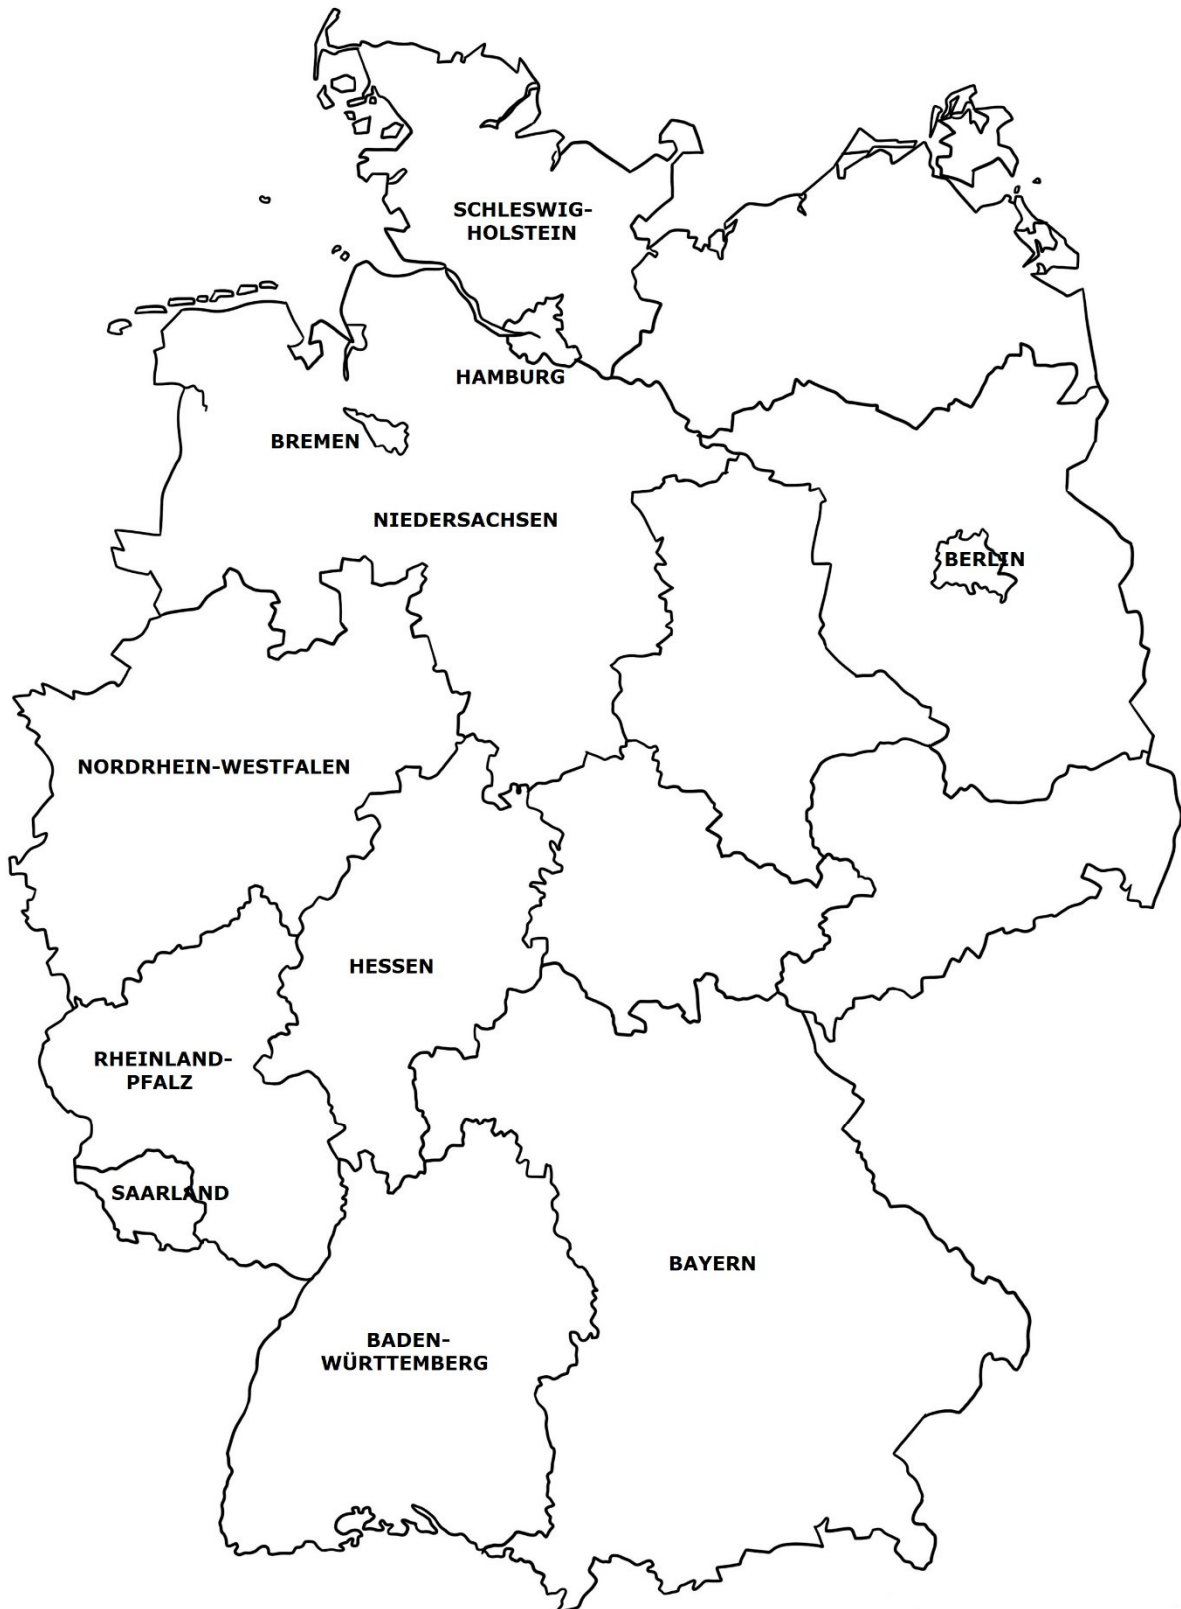 SCHLESWIG-
HOLSTEIN
HAMBURG
BREMEN
NIEDERSACHSEN
BERLIN
NORDRHEIN-WESTFALEN
HESSEN
RHEINLAND-
PFALZ
SAARLAND
BAYERN
BADEN-
WÜRTTEMBERG